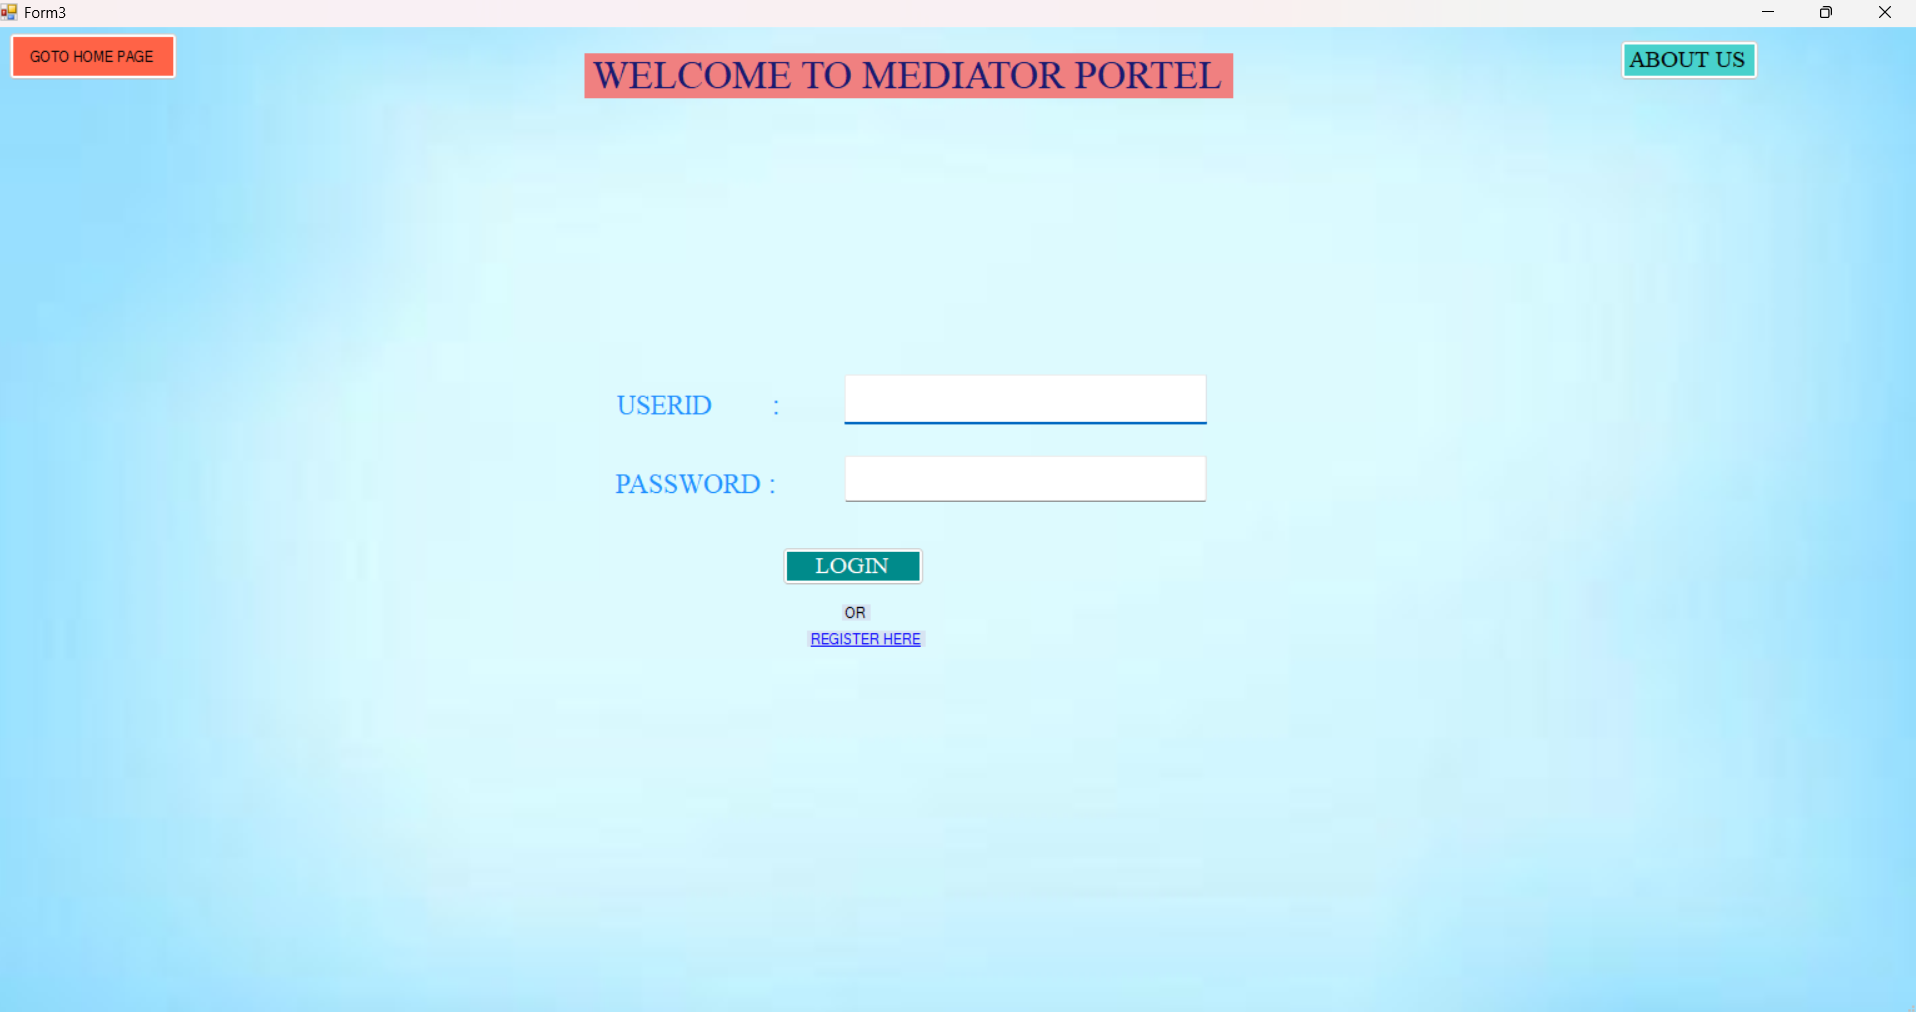 Form3
GOTO HOME PAGE
WELCOME TO MEDIATOR PORTEL
ABOUT US
USERID :
PASSWORD :
LOGIN
OR
REGISTER HERE